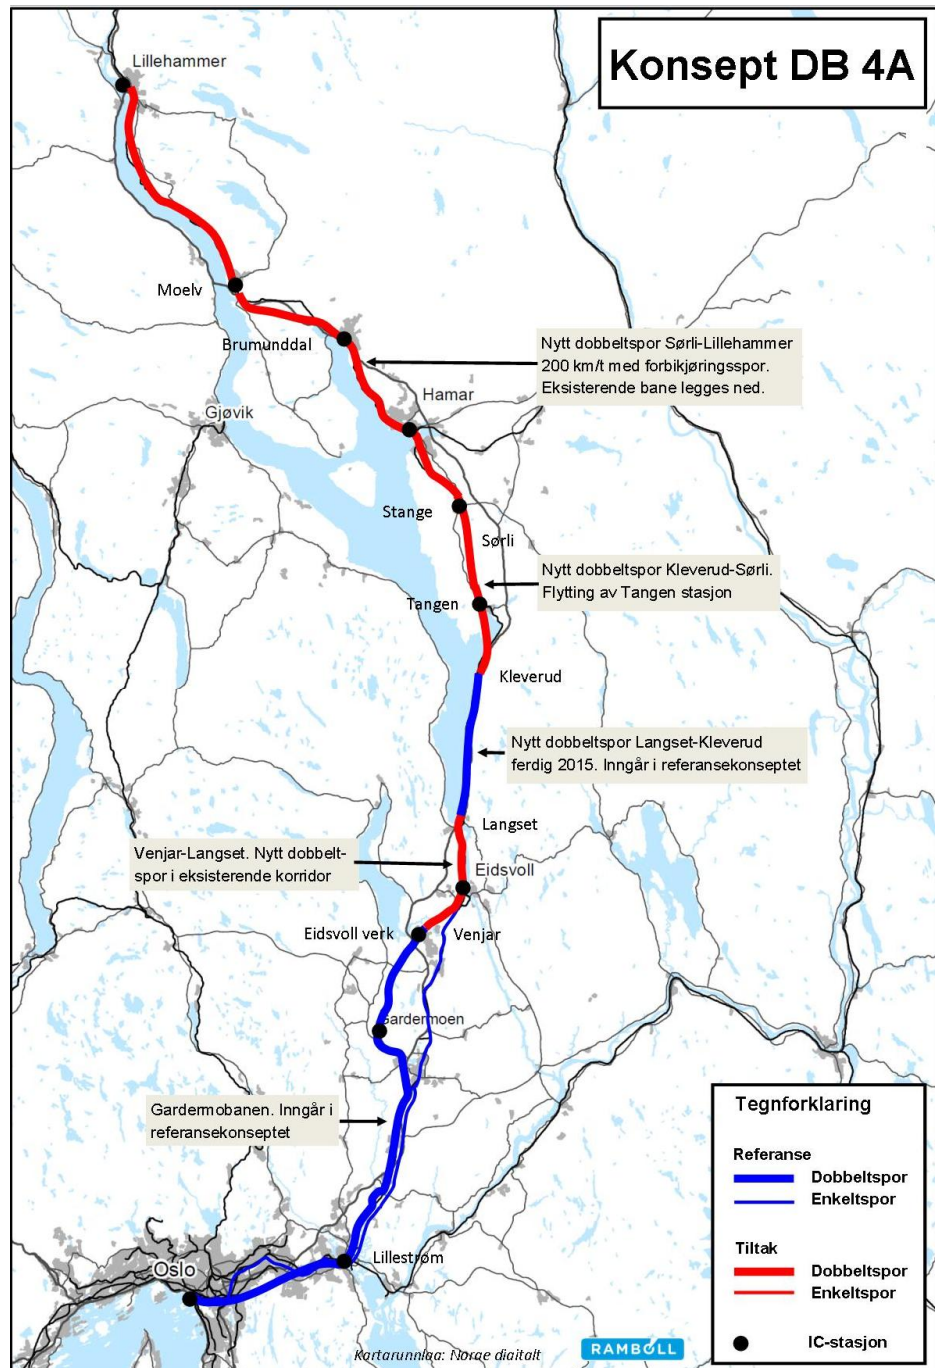 Konsept DB 4A
Lillehammer
Moelv
Brumunddal
Nytt dobbeltspor Sørli-Lillehammer
200 km/t med forbikjøringsspor.
Eksisterende bane legges ned.
Hamar
Gjøvik
Stange
Sørli
Nytt dobbeltspor Kleverud-Sørli.
Flytting av Tangen stasjon
Tangen
Kleverud
Nytt dobbeltspor Langset-Kleverud
ferdig 2015. Inngår i referansekonseptet
Langset
Venjar-Langset. Nytt dobbelt-
spor i eksisterende korridor
Eidsvoll
Eidsvoll verk
Venjar
Gardermoen
Gardermobanen. Inngår i
referansekonseptet
Lillestrøm
Oslo
Tegnforklaring
Referanse
Dobbeltspor
Enkeltspor
Tiltak
Dobbeltspor
Enkeltspor
IC-stasjon
Kartgrunnlag: Norge digitalt
RAMBOLL